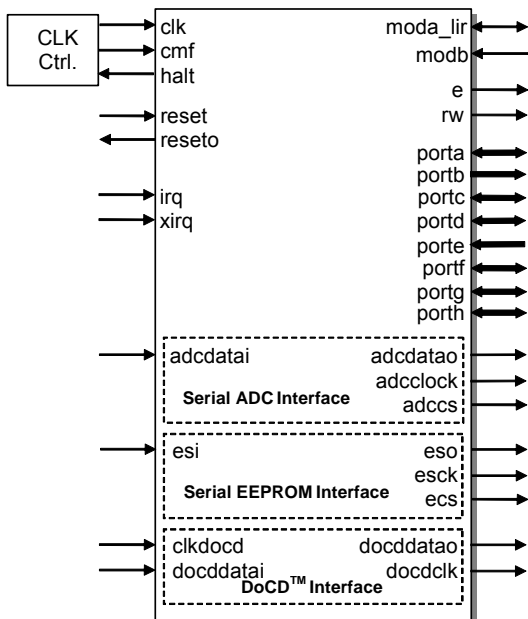 CLK
Ctrl.
clk
cmf
halt
reset
reseto
irq
xirq
moda_lir
modb
e
rw
porta
portb
portc
portd
porte
portf
portg
porth
adcdatai
adcdatao
adcclock
adccs
Serial ADC Interface
esi
eso
esck
ecs
Serial EEPROM Interface
clkdocd
docddatao
docddatai
docdclk
DoCD™ Interface